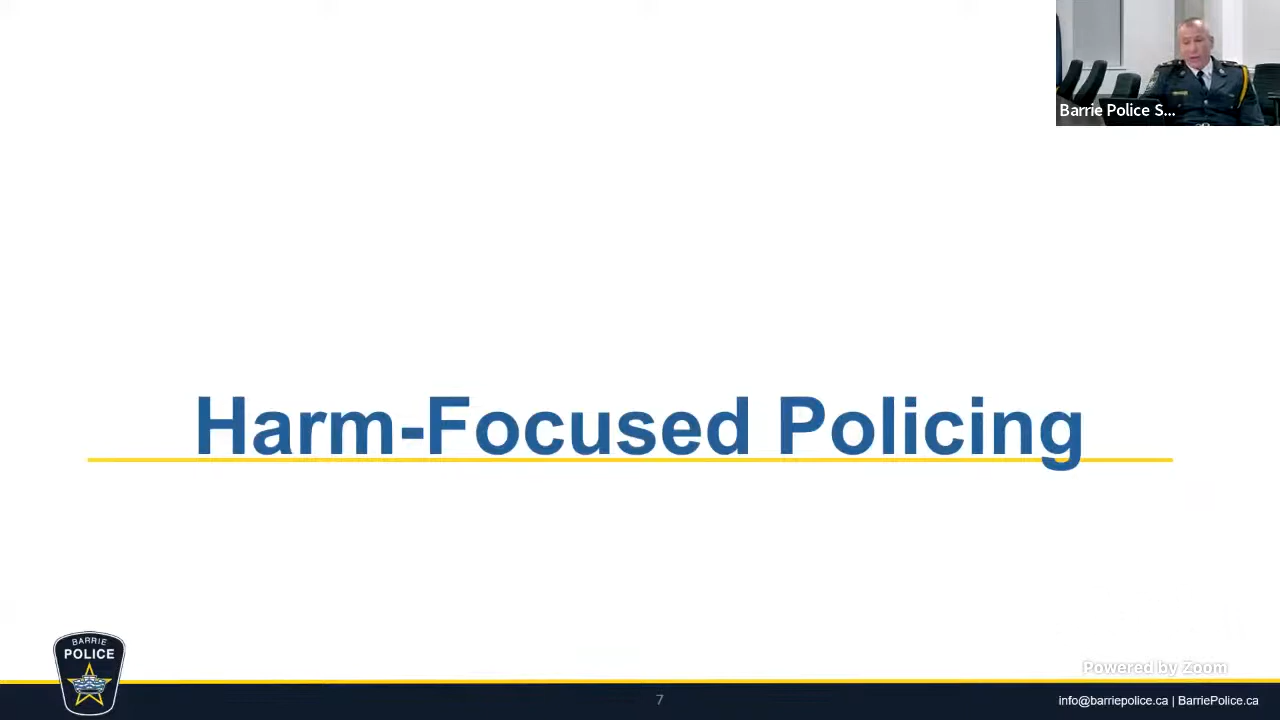 Barrie Police S...
Harm-Focused Policing
BARRIE
POLICE
Powered by Zoom
7
info@barriepolice.ca | BarriePolice.ca